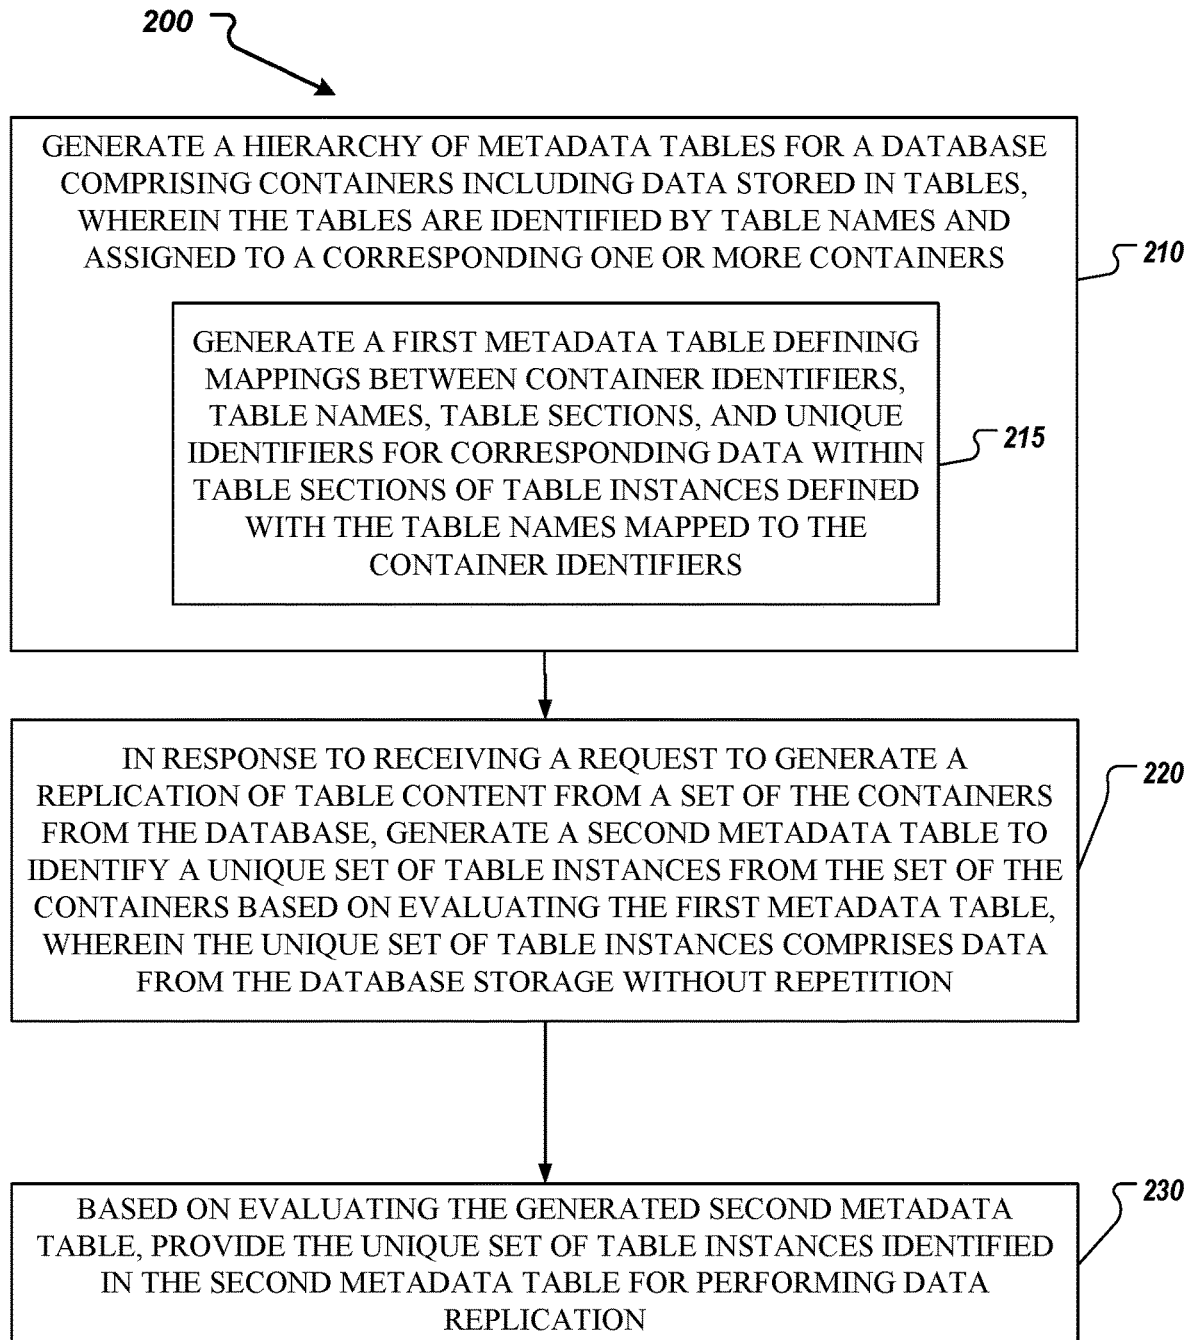 200
GENERATE A HIERARCHY OF METADATA TABLES FOR A DATABASE
COMPRISING CONTAINERS INCLUDING DATA STORED IN TABLES,
WHEREIN THE TABLES ARE IDENTIFIED BY TABLE NAMES AND
ASSIGNED TO A CORRESPONDING ONE OR MORE CONTAINERS
210
GENERATE A FIRST METADATA TABLE DEFINING
MAPPINGS BETWEEN CONTAINER IDENTIFIERS,
TABLE NAMES, TABLE SECTIONS, AND UNIQUE
IDENTIFIERS FOR CORRESPONDING DATA WITHIN
TABLE SECTIONS OF TABLE INSTANCES DEFINED
WITH THE TABLE NAMES MAPPED TO THE
CONTAINER IDENTIFIERS
215
IN RESPONSE TO RECEIVING A REQUEST TO GENERATE A
REPLICATION OF TABLE CONTENT FROM A SET OF THE CONTAINERS
FROM THE DATABASE, GENERATE A SECOND METADATA TABLE TO
IDENTIFY A UNIQUE SET OF TABLE INSTANCES FROM THE SET OF THE
CONTAINERS BASED ON EVALUATING THE FIRST METADATA TABLE,
WHEREIN THE UNIQUE SET OF TABLE INSTANCES COMPRISES DATA
FROM THE DATABASE STORAGE WITHOUT REPETITION
220
BASED ON EVALUATING THE GENERATED SECOND METADATA
TABLE, PROVIDE THE UNIQUE SET OF TABLE INSTANCES IDENTIFIED
IN THE SECOND METADATA TABLE FOR PERFORMING DATA
REPLICATION
230